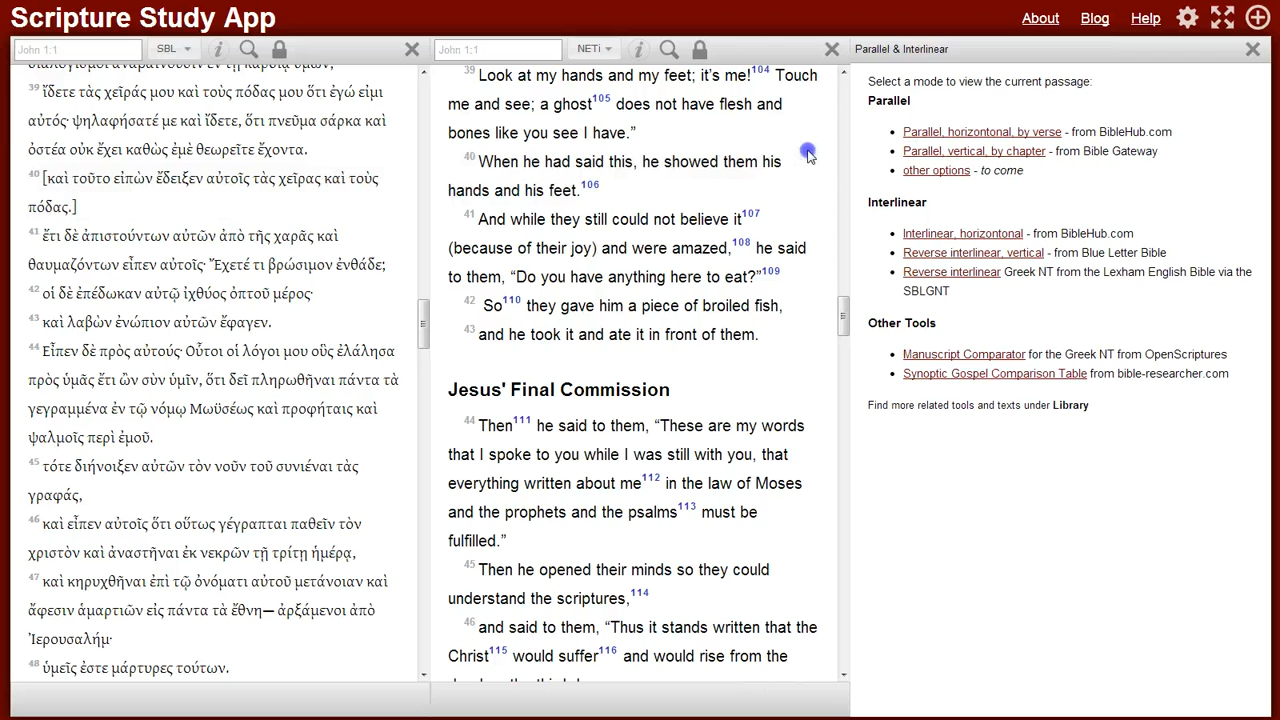 Scripture Study App
About Blog Help
John 1:1 SBL
John 1:1 NETi
Parallel & Interlinear
39 ἴδετε τὰς χεῖράς μου καὶ τοὺς πόδας μου ὅτι ἐγώ εἰμι
αὐτός· ψηλαφήσατέ με καὶ ἴδετε, ὅτι πνεῦμα σάρκα καὶ
ὀστέα οὐκ ἔχει καθὼς ἐμὲ θεωρεῖτε ἔχοντα.
40 [καὶ τοῦτο εἰπὼν ἔδειξεν αὐτοῖς τὰς χεῖρας καὶ τοὺς
πόδας.]
41 ἔτι δὲ ἀπιστούντων αὐτῶν ἀπὸ τῆς χαρᾶς καὶ
θαυμαζόντων εἶπεν αὐτοῖς· Ἔχετέ τι βρώσιμον ἐνθάδε;
42 οἱ δὲ ἐπέδωκαν αὐτῷ ἰχθύος ὀπτοῦ μέρος·
43 καὶ λαβὼν ἐνώπιον αὐτῶν ἔφαγεν.
44 Εἶπεν δὲ πρὸς αὐτούς· Οὗτοι οἱ λόγοι μου οὓς ἐλάλησα
πρὸς ὑμᾶς ἔτι ὢν σὺν ὑμῖν, ὅτι δεῖ πληρωθῆναι πάντα τὰ
γεγραμμένα ἐν τῷ νόμῳ Μωϋσέως καὶ προφήταις καὶ
ψαλμοῖς περὶ ἐμοῦ.
45 τότε διήνοιξεν αὐτῶν τὸν νοῦν τοῦ συνιέναι τὰς
γραφάς,
46 καὶ εἶπεν αὐτοῖς ὅτι οὕτως γέγραπται παθεῖν τὸν
χριστὸν καὶ ἀναστῆναι ἐκ νεκρῶν τῇ τρίτῃ ἡμέρᾳ,
47 καὶ κηρυχθῆναι ἐπὶ τῷ ὀνόματι αὐτοῦ μετάνοιαν καὶ
ἄφεσιν ἁμαρτιῶν εἰς πάντα τὰ ἔθνη— ἀρξάμενοι ἀπὸ
Ἰερουσαλήμ·
48 ὑμεῖς ἐστε μάρτυρες τούτων.
39 Look at my hands and my feet; it’s me!104 Touch
me and see; a ghost105 does not have flesh and
bones like you see I have.”
40 When he had said this, he showed them his
hands and his feet.106
41 And while they still could not believe it107
(because of their joy) and were amazed,108 he said
to them, “Do you have anything here to eat?”109
42 So110 they gave him a piece of broiled fish,
43 and he took it and ate it in front of them.
Jesus' Final Commission
44 Then111 he said to them, “These are my words
that I spoke to you while I was still with you, that
everything written about me112 in the law of Moses
and the prophets and the psalms113 must be
fulfilled.”
45 Then he opened their minds so they could
understand the scriptures,114
46 and said to them, “Thus it stands written that the
Christ115 would suffer116 and would rise from the
Select a mode to view the current passage:
Parallel
• Parallel, horizontonal, by verse - from BibleHub.com
• Parallel, vertical, by chapter - from Bible Gateway
• other options - to come
Interlinear
• Interlinear, horizontonal - from BibleHub.com
• Reverse interlinear, vertical - from Blue Letter Bible
• Reverse interlinear Greek NT from the Lexham English Bible via the
SBLGNT
Other Tools
• Manuscript Comparator for the Greek NT from OpenScriptures
• Synoptic Gospel Comparison Table from bible-researcher.com
Find more related tools and texts under Library